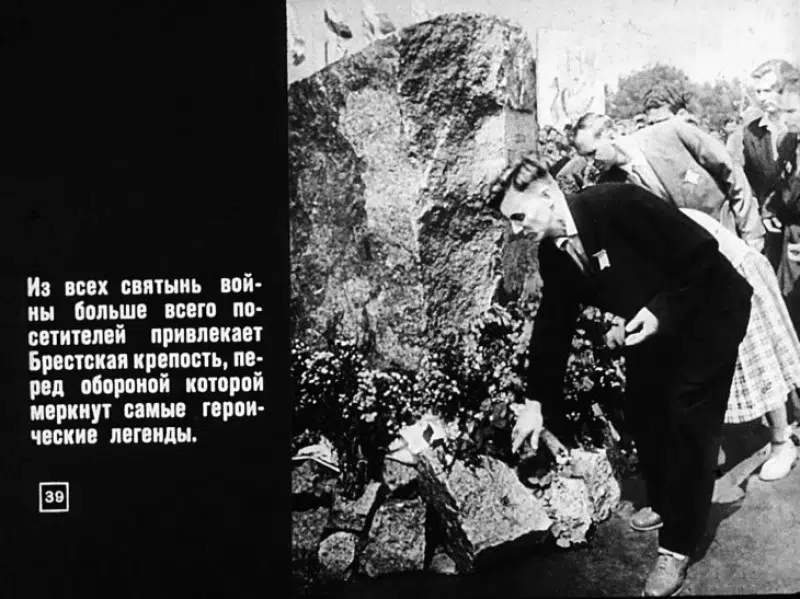 Из всех святынь вой-
ны больше всего по-
сетителей привлекает
Брестская крепость, пе-
ред обороной которой
меркнут самые герои-
ческие легенды.
39